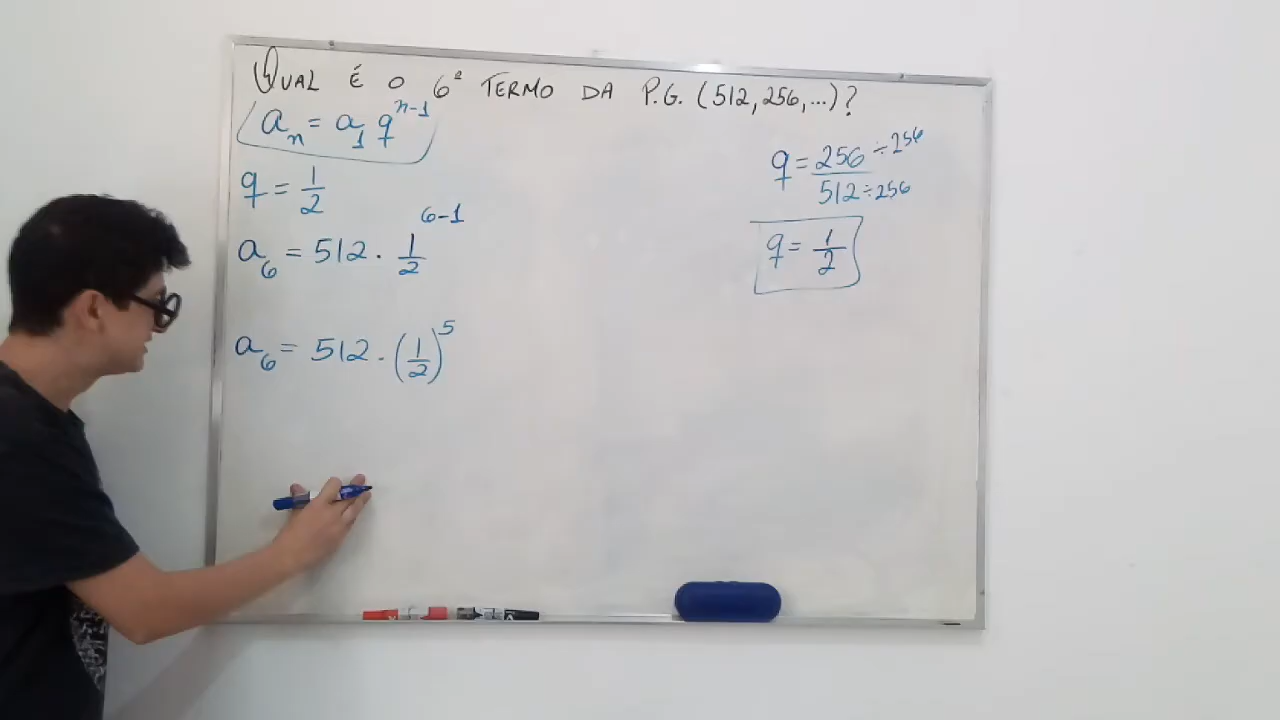 QUAL É O 6º TERMO DA P.G. (512, 256, ...)?
aₙ = a₁ qⁿ⁻¹
q = 1/2
a₆ = 512 . 1/2 ⁶⁻¹
a₆ = 512 . (1/2)⁵
q = 256 ÷ 256
512 ÷ 256
q = 1/2